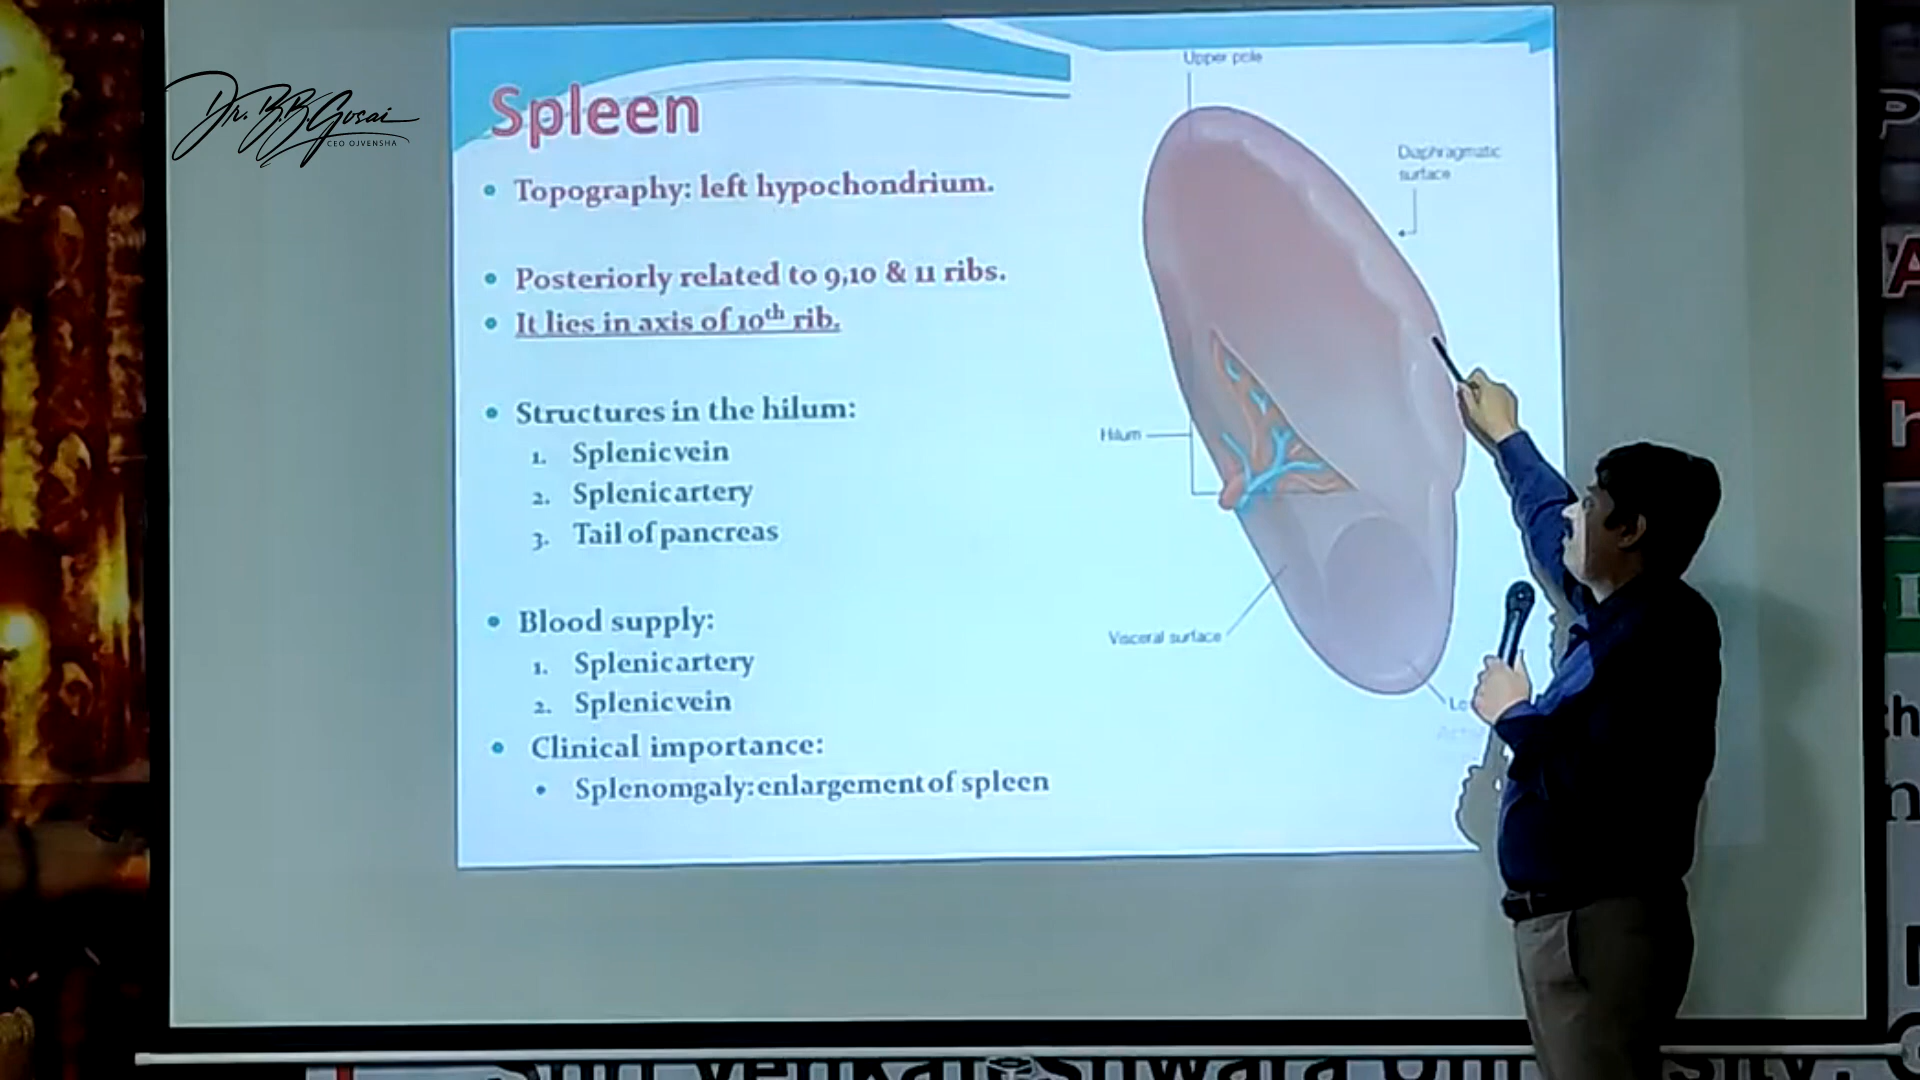 Dr. B.B.Gosai
CEO OJVENSHA
Spleen
• Topography: left hypochondrium.
• Posteriorly related to 9,10 & 11 ribs.
• It lies in axis of 10th rib.
• Structures in the hilum:
1. Splenic vein
2. Splenic artery
3. Tail of pancreas
• Blood supply:
1. Splenic artery
2. Splenic vein
• Clinical importance:
• Splenomgaly: enlargement of spleen
Upper pole
Diaphragmatic
surface
Hilum
Visceral surface